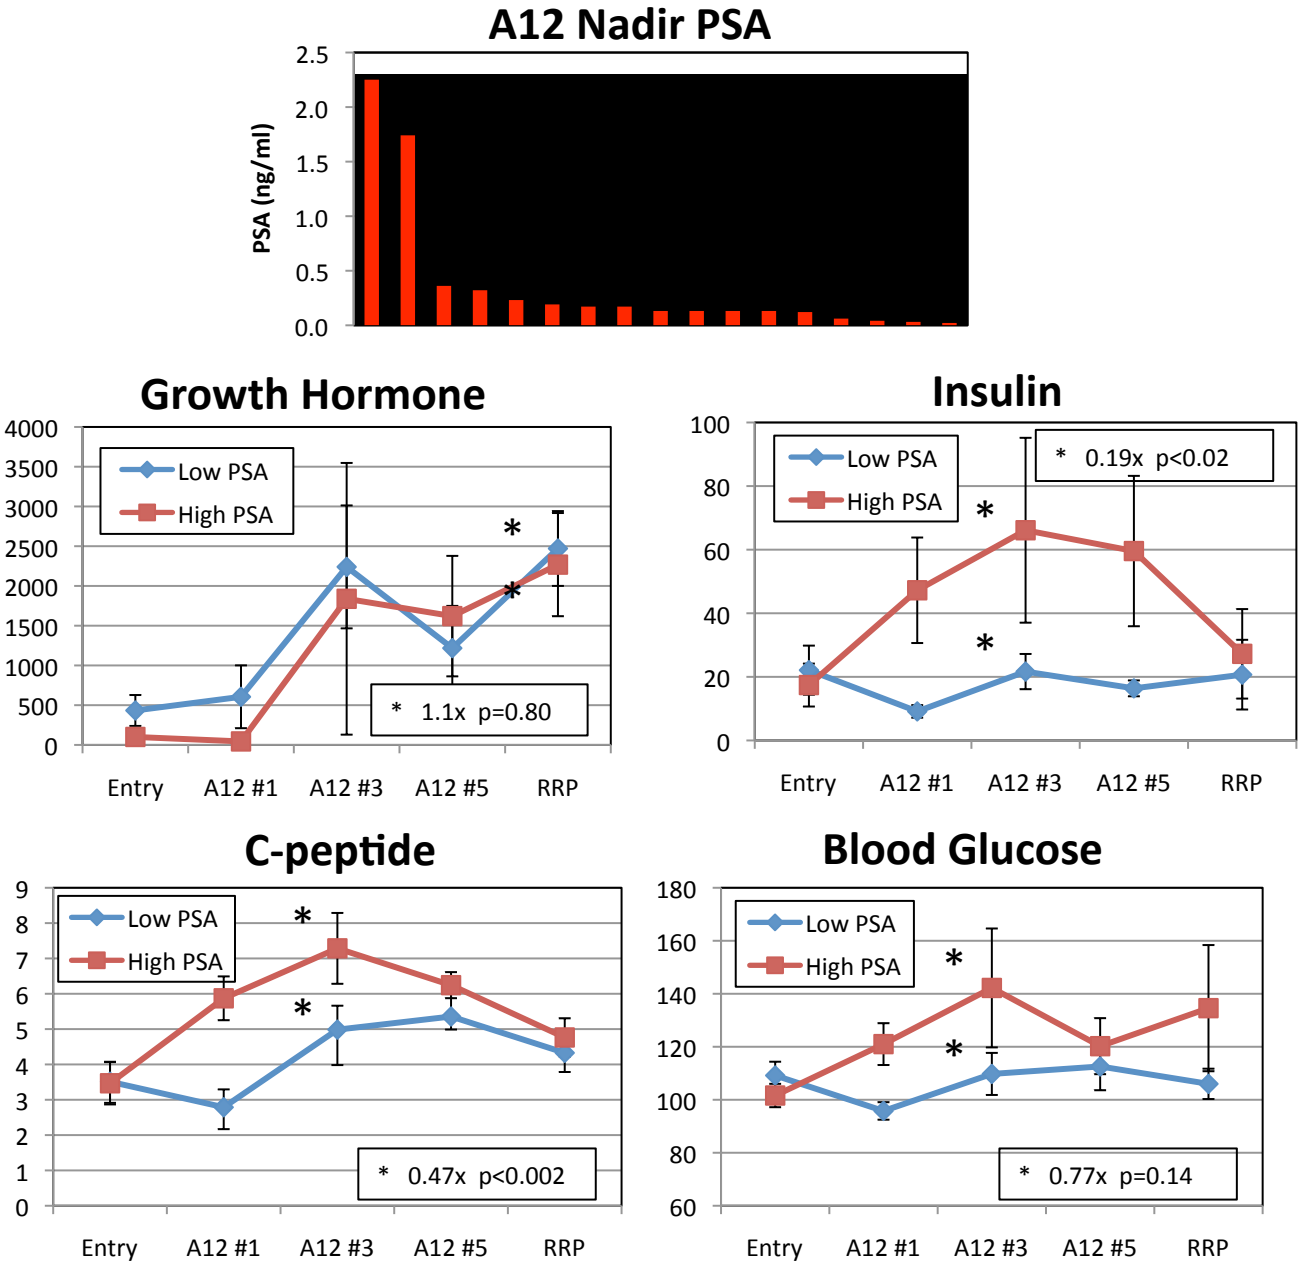 A12 Nadir PSA
2.5
2.0
1.5
1.0
0.5
0.0
PSA (ng/ml)
Growth Hormone
4000
3500
3000
2500
2000
1500
1000
500
0
Low PSA
High PSA
*
*
* 1.1x p=0.80
Entry A12 #1 A12 #3 A12 #5 RRP
Insulin
100
80
60
40
20
0
Low PSA
High PSA
* 0.19x p<0.02
*
*
Entry A12 #1 A12 #3 A12 #5 RRP
C-peptide
9
8
7
6
5
4
3
2
1
0
Low PSA
High PSA
*
*
* 0.47x p<0.002
Entry A12 #1 A12 #3 A12 #5 RRP
Blood Glucose
180
160
140
120
100
80
60
Low PSA
High PSA
*
*
* 0.77x p=0.14
Entry A12 #1 A12 #3 A12 #5 RRP